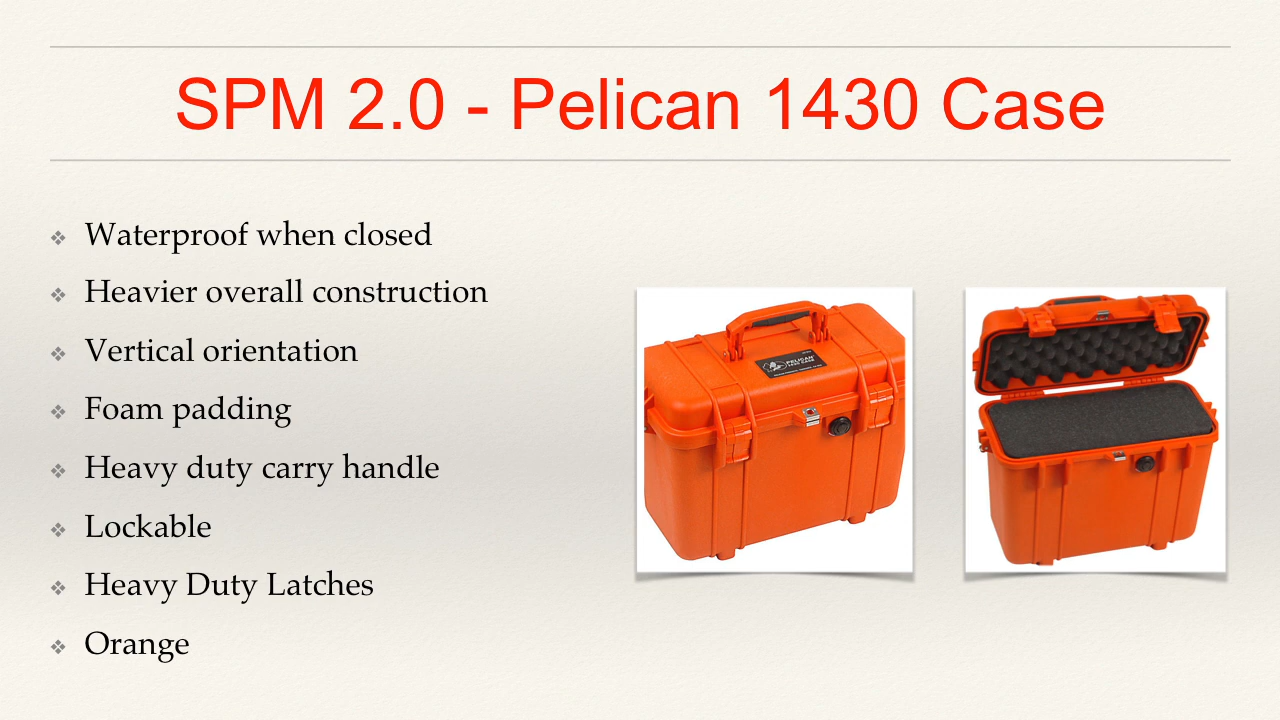 SPM 2.0 - Pelican 1430 Case
Waterproof when closed
Heavier overall construction
Vertical orientation
Foam padding
Heavy duty carry handle
Lockable
Heavy Duty Latches
Orange
PELICAN